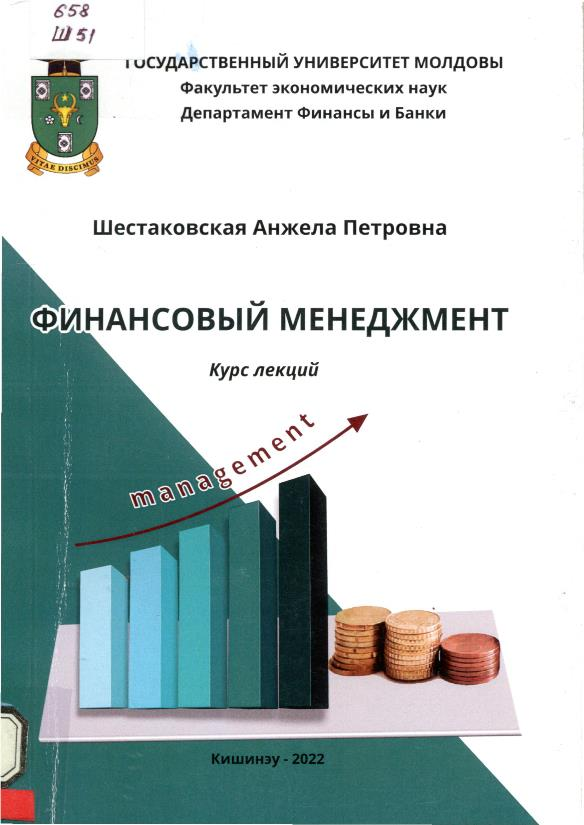 658
Ш 51
ГОСУДАРСТВЕННЫЙ УНИВЕРСИТЕТ МОЛДОВЫ
Факультет экономических наук
Департамент Финансы и Банки
VITAE DISCIMUS
Шестаковская Анжела Петровна
ФИНАНСОВЫЙ МЕНЕДЖМЕНТ
Курс лекций
management
Кишинэу - 2022